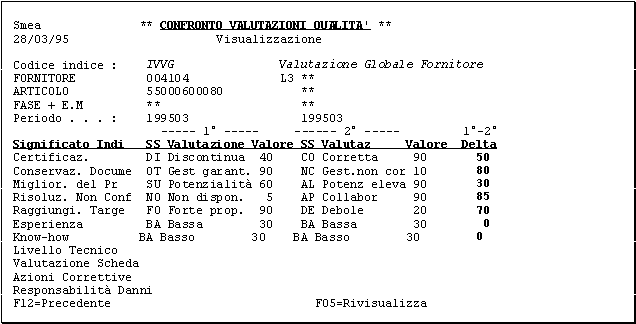 Smea ** CONFRONTO VALUTAZIONI QUALITA' **
28/03/95 Visualizzazione
Codice indice : IVVG Valutazione Globale Fornitore
FORNITORE 004104 L3 **
ARTICOLO 55000600080 **
FASE + E.M ** **
Periodo . . . : 199503 199503
----- 1° ----- ------ 2° ----- 1°-2°
Significato Indi SS Valutazione Valore SS Valutaz Valore Delta
Certificaz. DI Discontinua 40 CO Corretta 90 50
Conservaz. Docume OT Gest garant. 90 NC Gest.non cor 10 80
Miglior. del Pr SU Potenzialità 60 AL Potenz eleva 90 30
Risoluz. Non Conf NO Non dispon. 5 AP Collabor 90 85
Raggiungi. Targe FO Forte prop. 90 DE Debole 20 70
Esperienza BA Bassa 30 BA Bassa 30 0
Know-how BA Basso 30 BA Basso 30 0
Livello Tecnico
Valutazione Scheda
Azioni Correttive
Responsabilità Danni
F12=Precedente F05=Rivisualizza